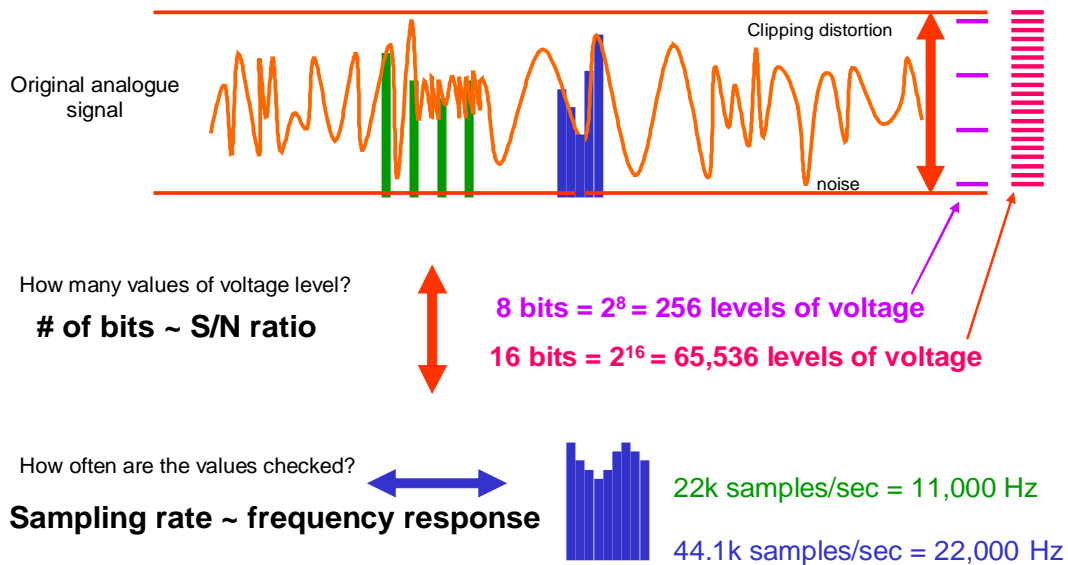 Clipping distortion
Original analogue
signal
noise
How many values of voltage level?
# of bits ~ S/N ratio
8 bits = 2⁸ = 256 levels of voltage
16 bits = 2¹⁶ = 65,536 levels of voltage
How often are the values checked?
Sampling rate ~ frequency response
22k samples/sec = 11,000 Hz
44.1k samples/sec = 22,000 Hz